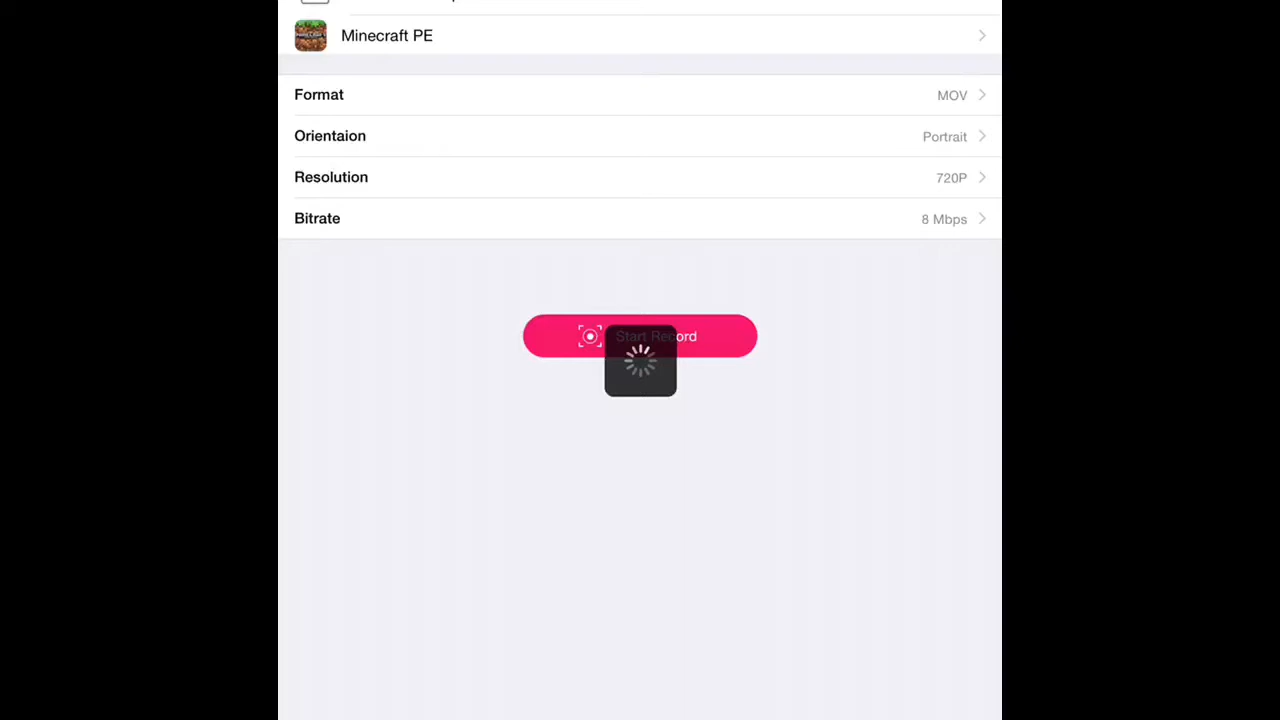 Minecraft PE
Format MOV
Orientaion Portrait
Resolution 720P
Bitrate 8 Mbps
Start Record